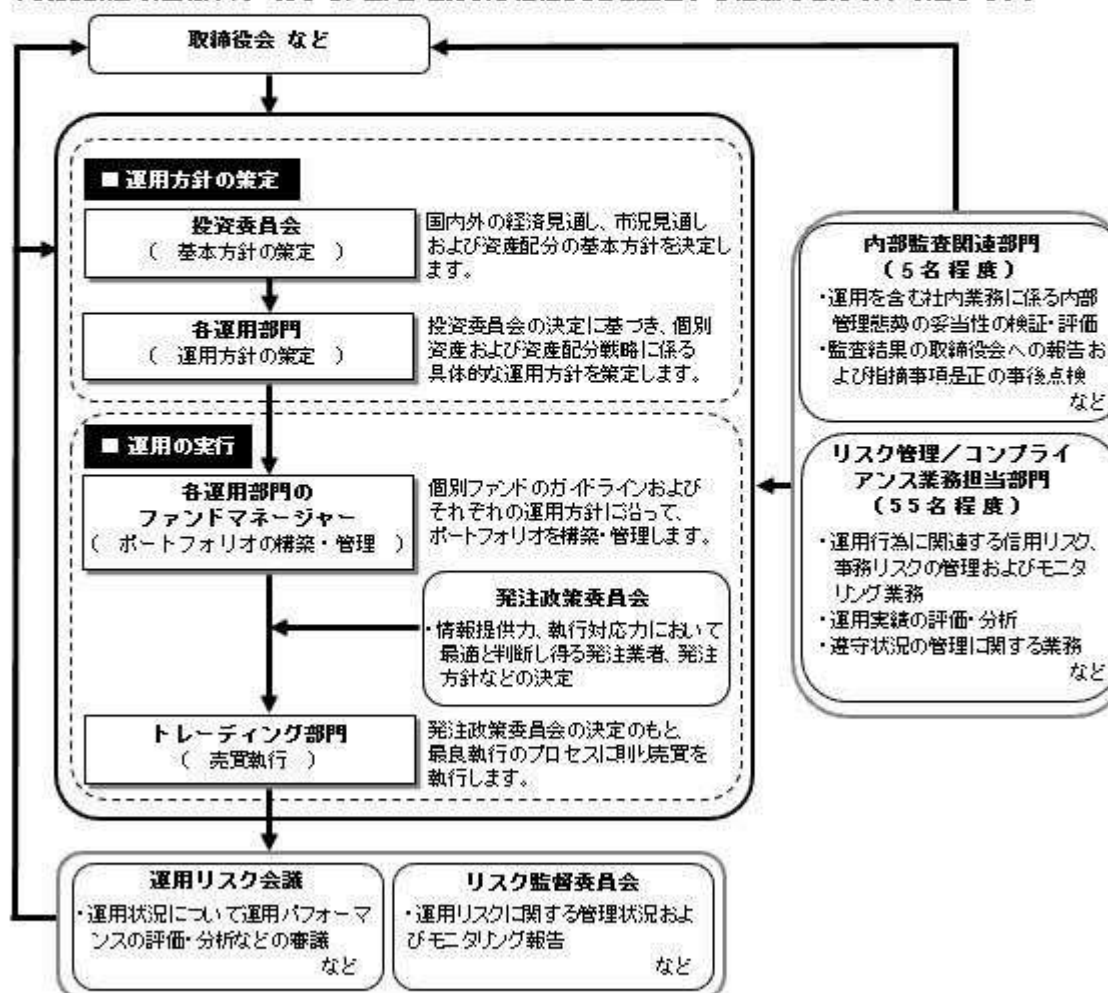 取締役会 など
■ 運用方針の策定
投資委員会
( 基本方針の策定 )
国内外の経済見通し、市況見通し
および資産配分の基本方針を決定し
ます。
各運用部門
( 運用方針の策定 )
投資委員会の決定に基づき、個別
資産および資産配分戦略に係る
具体的な運用方針を策定します。
■ 運用の実行
各運用部門の
ファンドマネージャー
( ポートフォリオの構築・管理 )
個別ファンドのガイドラインおよび
それぞれの運用方針に沿って、
ポートフォリオを構築・管理します。
発注政策委員会
・情報提供力、執行対応力において
最適と判断し得る発注業者、発注
方針などの決定
トレーディング部門
( 売買執行 )
発注政策委員会の決定のもと
最良執行のプロセスに則り売買を
執行します。
内部監査関連部門
(5名程度)
・運用を含む社内業務に係る内部
管理態勢の妥当性の検証・評価
・監査結果の取締役会への報告お
よび指摘事項是正の事後点検
など
リスク管理/コンプライ
アンス業務担当部門
(55名程度)
・運用行為に関連する信用リスク、
事務リスクの管理およびモニタ
リング業務
・運用実績の評価・分析
・遵守状況の管理に関する業務
など
運用リスク会議
・運用状況について運用パフォーマ
ンスの評価・分析などの審議
など
リスク監督委員会
・運用リスクに関する管理状況およ
びモニタリング報告
など